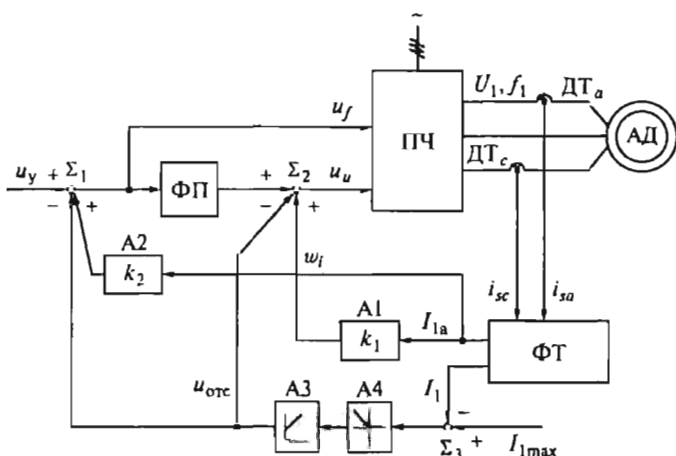 ~
U₁, f₁
ДТₐ
u_f
ПЧ
АД
u_у
+
Σ₁
−
+
ФП
+
Σ₂
−
+
u_u
ДТ_c
A2
k₂
w_i
i_sc
i_sa
A1
k₁
I₁ₐ
ФТ
u_отс
A3
A4
I₁
−
Σ₃
+
I₁max